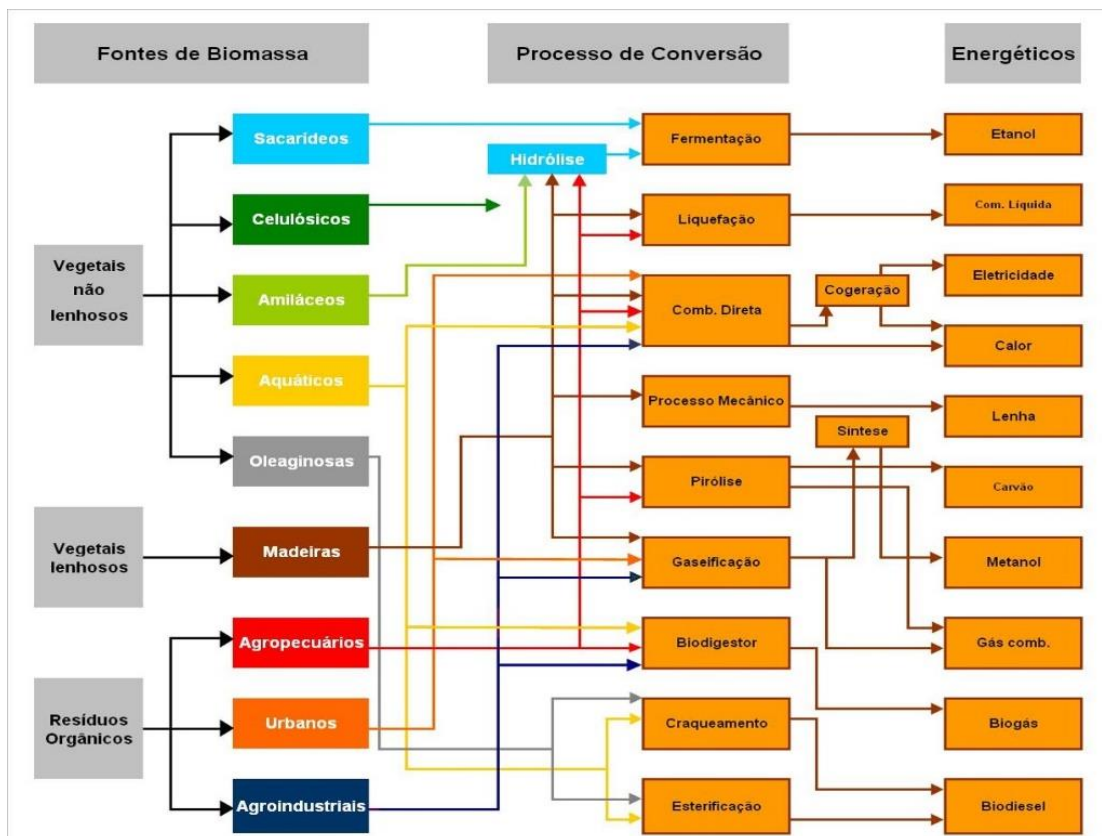 Fontes de Biomassa
Processo de Conversão
Energéticos
Vegetais
não
lenhosos
Vegetais
lenhosos
Resíduos
Orgânicos
Sacarídeos
Celulósicos
Amiláceos
Aquáticos
Oleaginosas
Madeiras
Agropecuários
Urbanos
Agroindustriais
Hidrólise
Fermentação
Liquefação
Comb. Direta
Processo Mecânico
Pirólise
Gaseificação
Biodigestor
Craqueamento
Esterificação
Cogeração
Síntese
Etanol
Com. Líquida
Eletricidade
Calor
Lenha
Carvão
Metanol
Gás comb.
Biogás
Biodiesel